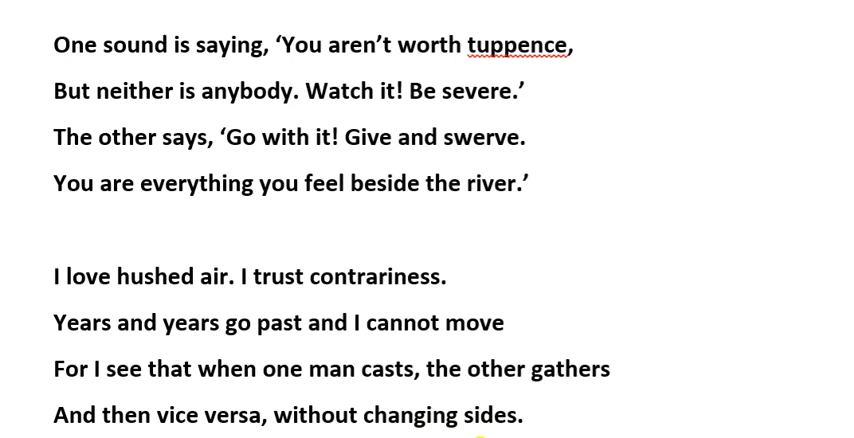 One sound is saying, ‘You aren’t worth tuppence,
But neither is anybody. Watch it! Be severe.’
The other says, ‘Go with it! Give and swerve.
You are everything you feel beside the river.’
I love hushed air. I trust contrariness.
Years and years go past and I cannot move
For I see that when one man casts, the other gathers
And then vice versa, without changing sides.